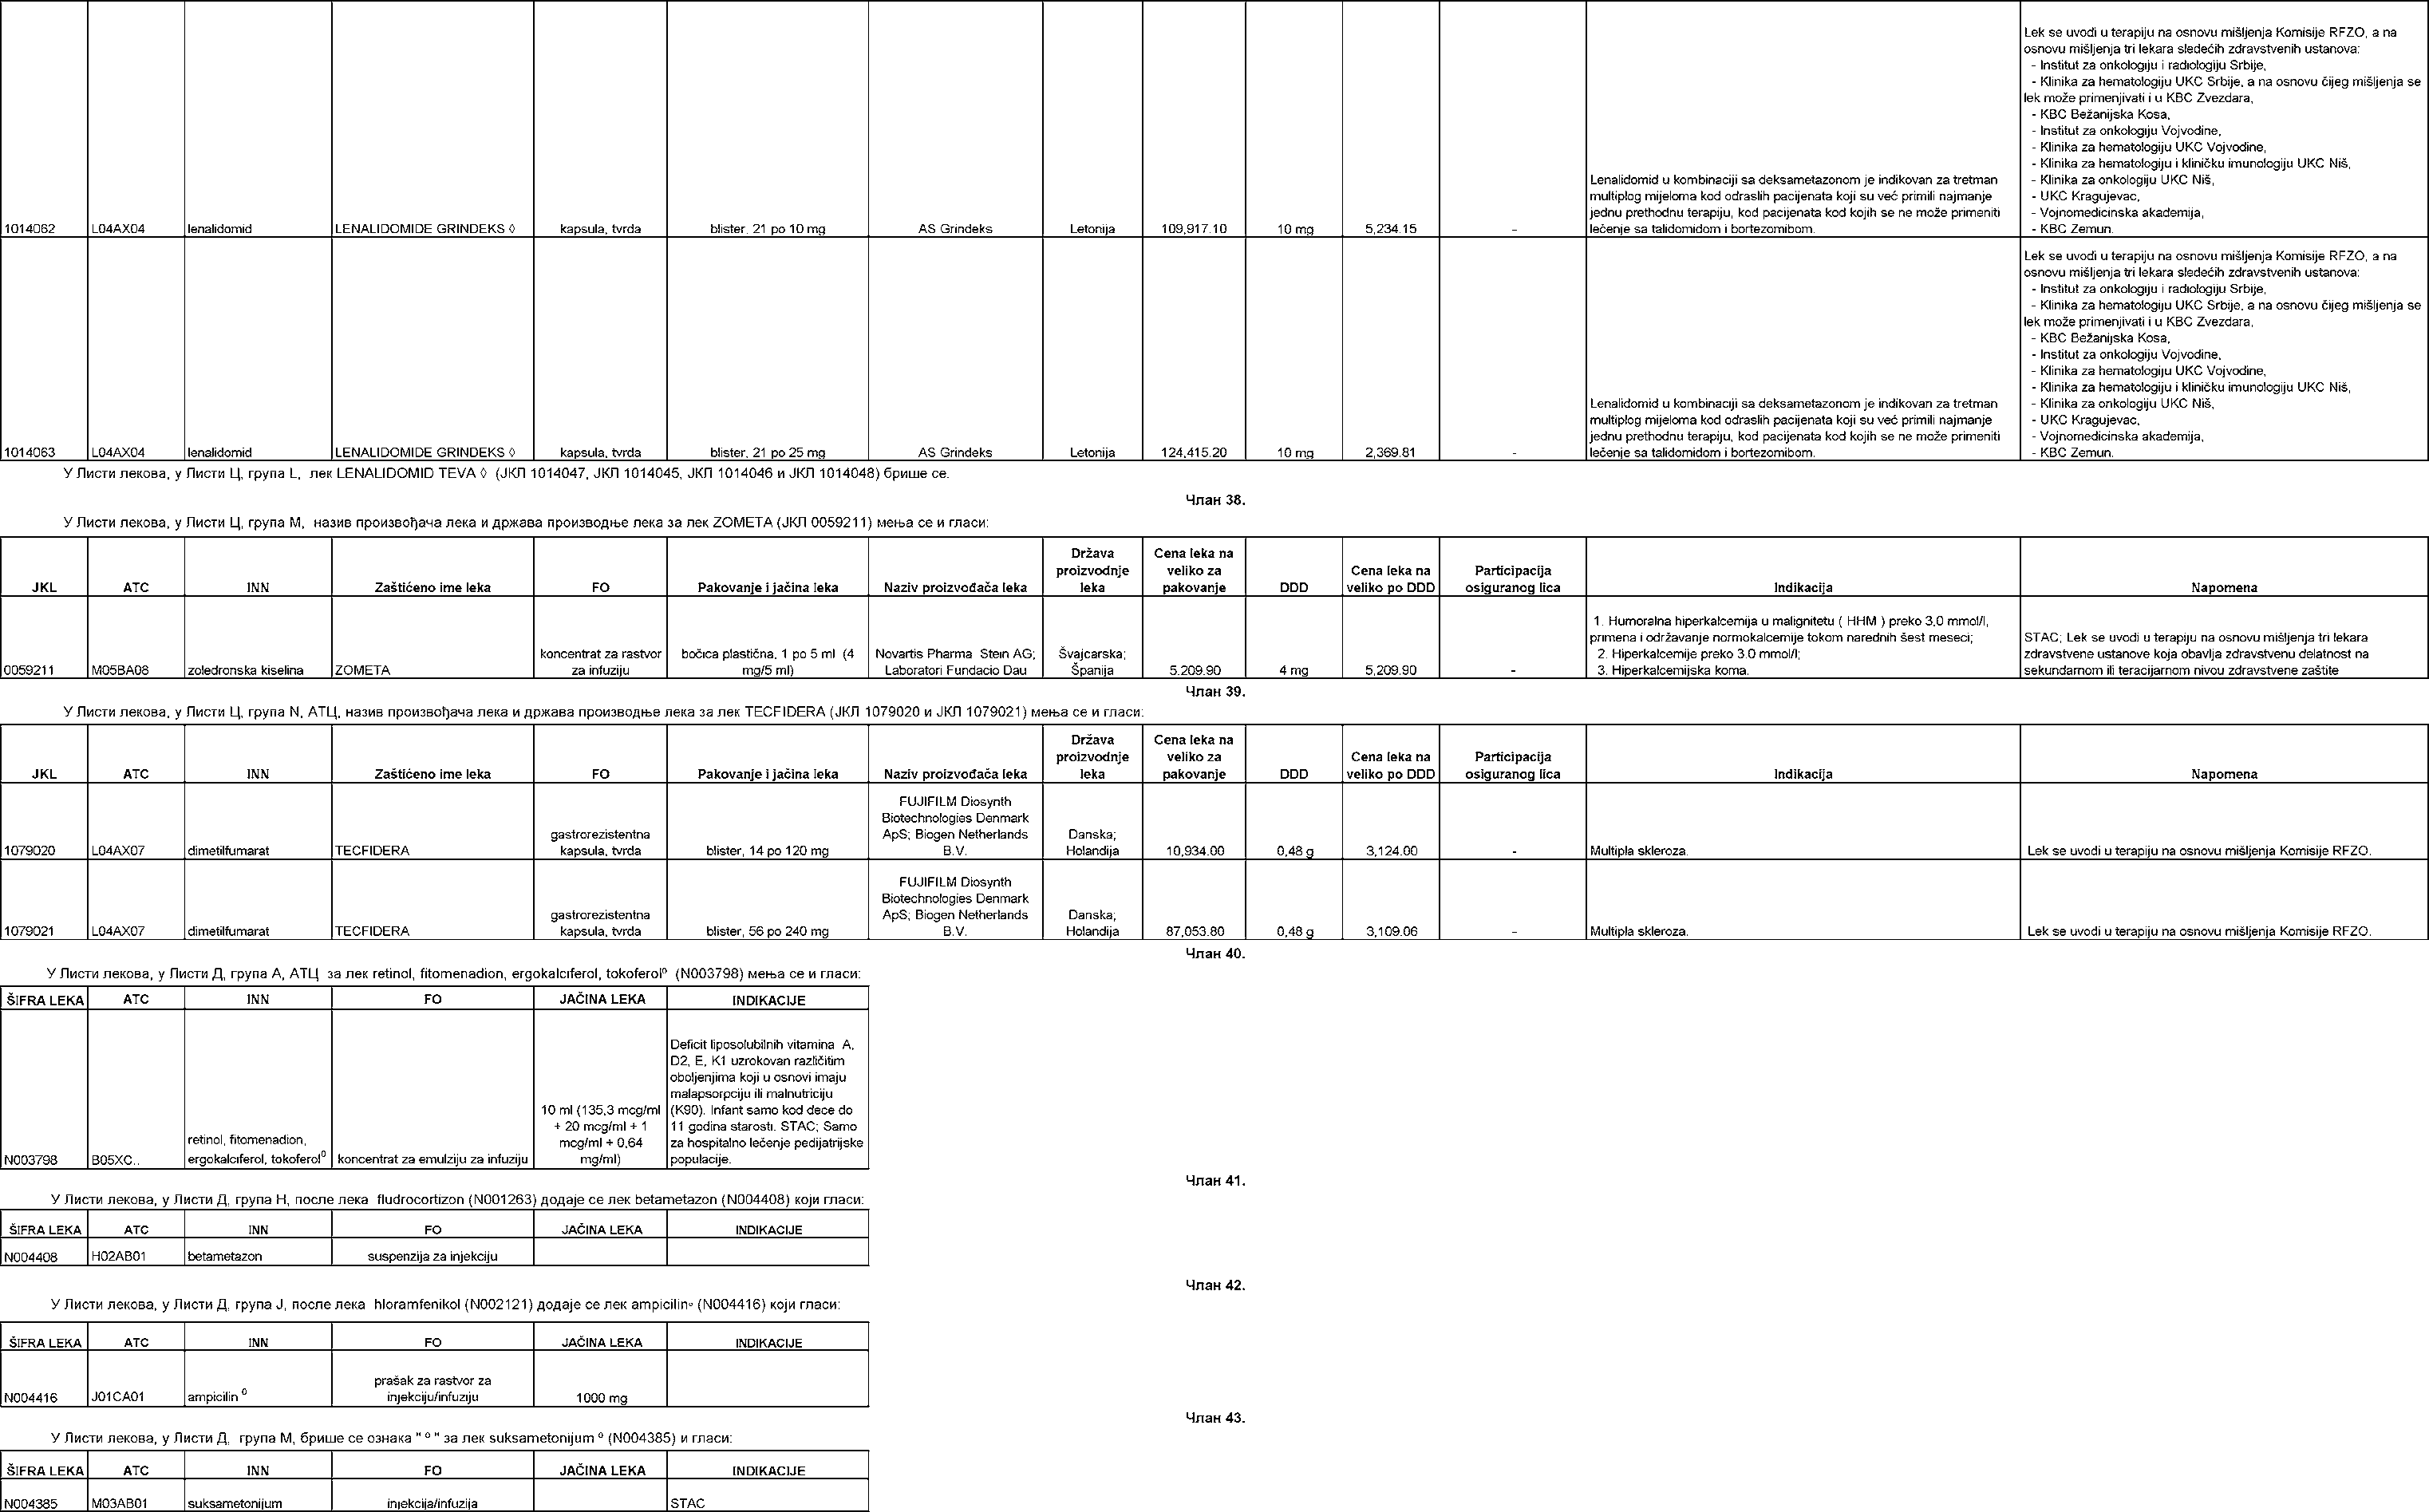 Lek se uvodi u terapiju na osnovu mišljenja Komisije RFZO, a na
osnovu mišljenja tri lekara sledećih zdravstvenih ustanova:
- Institut za onkologiju i radiologiju Srbije,
- Klinika za hematologiju UKC Srbije, a na osnovu čijeg mišljenja se
lek može primenjivati i u KBC Zvezdara,
- KBC Bežanijska Kosa,
- Institut za onkologiju Vojvodine,
- Klinika za hematologiju UKC Vojvodine,
- Klinika za hematologiju i kliničku imunologiju UKC Niš,
- Klinika za onkologiju UKC Niš,
- UKC Kragujevac,
- Vojnomedicinska akademija,
- KBC Zemun.
Lenalidomid u kombinaciji sa deksametazonom je indikovan za tretman
multiplog mijeloma kod odraslih pacijenata koji su već primili najmanje
jednu prethodnu terapiju, kod pacijenata kod kojih se ne može primeniti
lečenje sa talidomidom i bortezomibom.
1014062 L04AX04 lenalidomid LENALIDOMIDE GRINDEKS ◊ kapsula, tvrda blister, 21 po 10 mg AS Grindeks Letonija 109,917.10 10 mg 5,234.15 -
Lek se uvodi u terapiju na osnovu mišljenja Komisije RFZO, a na
osnovu mišljenja tri lekara sledećih zdravstvenih ustanova:
- Institut za onkologiju i radiologiju Srbije,
- Klinika za hematologiju UKC Srbije, a na osnovu čijeg mišljenja se
lek može primenjivati i u KBC Zvezdara,
- KBC Bežanijska Kosa,
- Institut za onkologiju Vojvodine,
- Klinika za hematologiju UKC Vojvodine,
- Klinika za hematologiju i kliničku imunologiju UKC Niš,
- Klinika za onkologiju UKC Niš,
- UKC Kragujevac,
- Vojnomedicinska akademija,
- KBC Zemun.
Lenalidomid u kombinaciji sa deksametazonom je indikovan za tretman
multiplog mijeloma kod odraslih pacijenata koji su već primili najmanje
jednu prethodnu terapiju, kod pacijenata kod kojih se ne može primeniti
lečenje sa talidomidom i bortezomibom.
1014063 L04AX04 lenalidomid LENALIDOMIDE GRINDEKS ◊ kapsula, tvrda blister, 21 po 25 mg AS Grindeks Letonija 124,415.20 10 mg 2,369.81 -
У Листи лекова, у Листи Ц, група L, лек LENALIDOMID TEVA ◊ (ЈКЛ 1014047, ЈКЛ 1014045, ЈКЛ 1014046 и ЈКЛ 1014048) брише се.
Члан 38.
У Листи лекова, у Листи Ц, група М, назив произвођача лека и држава производње лека за лек ZOMETA (ЈКЛ 0059211) мења се и гласи:
JKL ATC INN Zaštićeno ime leka FO Pakovanje i jačina leka Naziv proizvođača leka Država proizvodnje leka Cena leka na veliko za pakovanje DDD Cena leka na veliko po DDD Participacija osiguranog lica Indikacija Napomena
0059211 M05BA08 zoledronska kiselina ZOMETA koncentrat za rastvor za infuziju bočica plastična, 1 po 5 ml (4 mg/5 ml) Novartis Pharma Stein AG; Laboratori Fundacio Dau Švajcarska; Španija 5.209.90 4 mg 5,209.90 -
1. Humoralna hiperkalcemija u malignitetu ( HHM ) preko 3,0 mmol/l,
primena i održavanje normokalcemije tokom narednih šest meseci;
2. Hiperkalcemije preko 3.0 mmol/l;
3. Hiperkalcemijska koma.
STAC; Lek se uvodi u terapiju na osnovu mišljenja tri lekara
zdravstvene ustanove koja obavlja zdravstvenu delatnost na
sekundarnom ili teracijarnom nivou zdravstvene zaštite
Члан 39.
У Листи лекова, у Листи Ц, група N, АТЦ, назив произвођача лека и држава производње лека за лек TECFIDERA (ЈКЛ 1079020 и ЈКЛ 1079021) мења се и гласи:
JKL ATC INN Zaštićeno ime leka FO Pakovanje i jačina leka Naziv proizvođača leka Država proizvodnje leka Cena leka na veliko za pakovanje DDD Cena leka na veliko po DDD Participacija osiguranog lica Indikacija Napomena
1079020 L04AX07 dimetilfumarat TECFIDERA gastrorezistentna kapsula, tvrda blister, 14 po 120 mg FUJIFILM Diosynth Biotechnologies Denmark ApS; Biogen Netherlands B.V. Danska; Holandija 10,934.00 0,48 g 3,124.00 - Multipla skleroza. Lek se uvodi u terapiju na osnovu mišljenja Komisije RFZO.
1079021 L04AX07 dimetilfumarat TECFIDERA gastrorezistentna kapsula, tvrda blister, 56 po 240 mg FUJIFILM Diosynth Biotechnologies Denmark ApS; Biogen Netherlands B.V. Danska; Holandija 87,053.80 0,48 g 3,109.06 - Multipla skleroza. Lek se uvodi u terapiju na osnovu mišljenja Komisije RFZO.
Члан 40.
У Листи лекова, у Листи Д, група А, АТЦ за лек retinol, fitomenadion, ergokalciferol, tokoferol⁰ (N003798) мења се и гласи:
ŠIFRA LEKA ATC INN FO JAČINA LEKA INDIKACIJE
N003798 B05XC.. retinol, fitomenadion, ergokalciferol, tokoferol⁰ koncentrat za emulziju za infuziju 10 ml (135,3 mcg/ml + 20 mcg/ml + 1 mcg/ml + 0,64 mg/ml)
Deficit liposolubilnih vitamina A,
D2, E, K1 uzrokovan različitim
oboljenjima koji u osnovi imaju
malapsorpciju ili malnutriciju
(K90). Infant samo kod dece do
11 godina starosti. STAC; Samo
za hospitalno lečenje pedijatrijske
populacije.
Члан 41.
У Листи лекова, у Листи Д, група Н, после лека fludrocortizon (N001263) додаје се лек betametazon (N004408) који гласи:
ŠIFRA LEKA ATC INN FO JAČINA LEKA INDIKACIJE
N004408 H02AB01 betametazon suspenzija za injekciju
Члан 42.
У Листи лекова, у Листи Д, група Ј, после лека hloramfenikol (N002121) додаје се лек ampicilin⁰ (N004416) који гласи:
ŠIFRA LEKA ATC INN FO JAČINA LEKA INDIKACIJE
N004416 J01CA01 ampicilin ⁰ prašak za rastvor za injekciju/infuziju 1000 mg
Члан 43.
У Листи лекова, у Листи Д, група М, брише се ознака " ⁰ " за лек suksametonijum ⁰ (N004385) и гласи:
ŠIFRA LEKA ATC INN FO JAČINA LEKA INDIKACIJE
N004385 M03AB01 suksametonijum injekcija/infuzija STAC